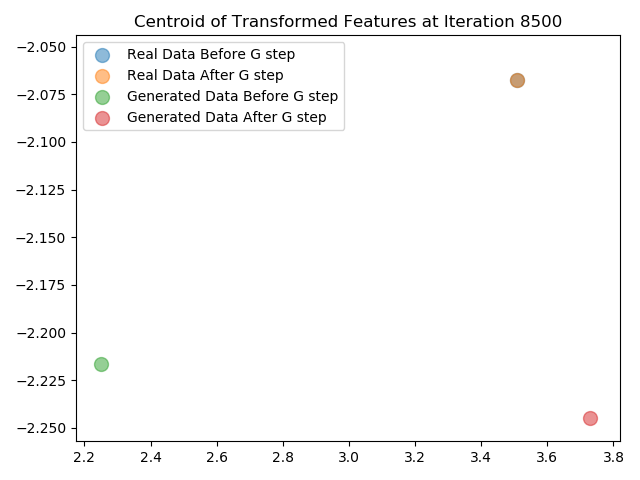 Centroid of Transformed Features at Iteration 8500
Real Data Before G step
Real Data After G step
Generated Data Before G step
Generated Data After G step
−2.050
−2.075
−2.100
−2.125
−2.150
−2.175
−2.200
−2.225
−2.250
2.2 2.4 2.6 2.8 3.0 3.2 3.4 3.6 3.8